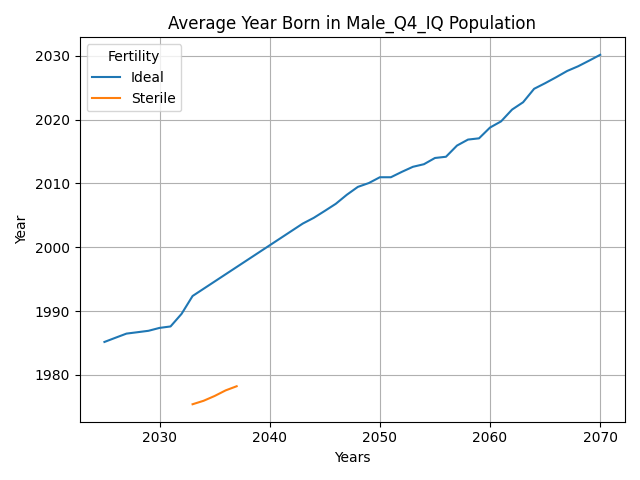 Average Year Born in Male_Q4_IQ Population
Fertility
Ideal
Sterile
Year
2030
2020
2010
2000
1990
1980
2030 2040 2050 2060 2070
Years